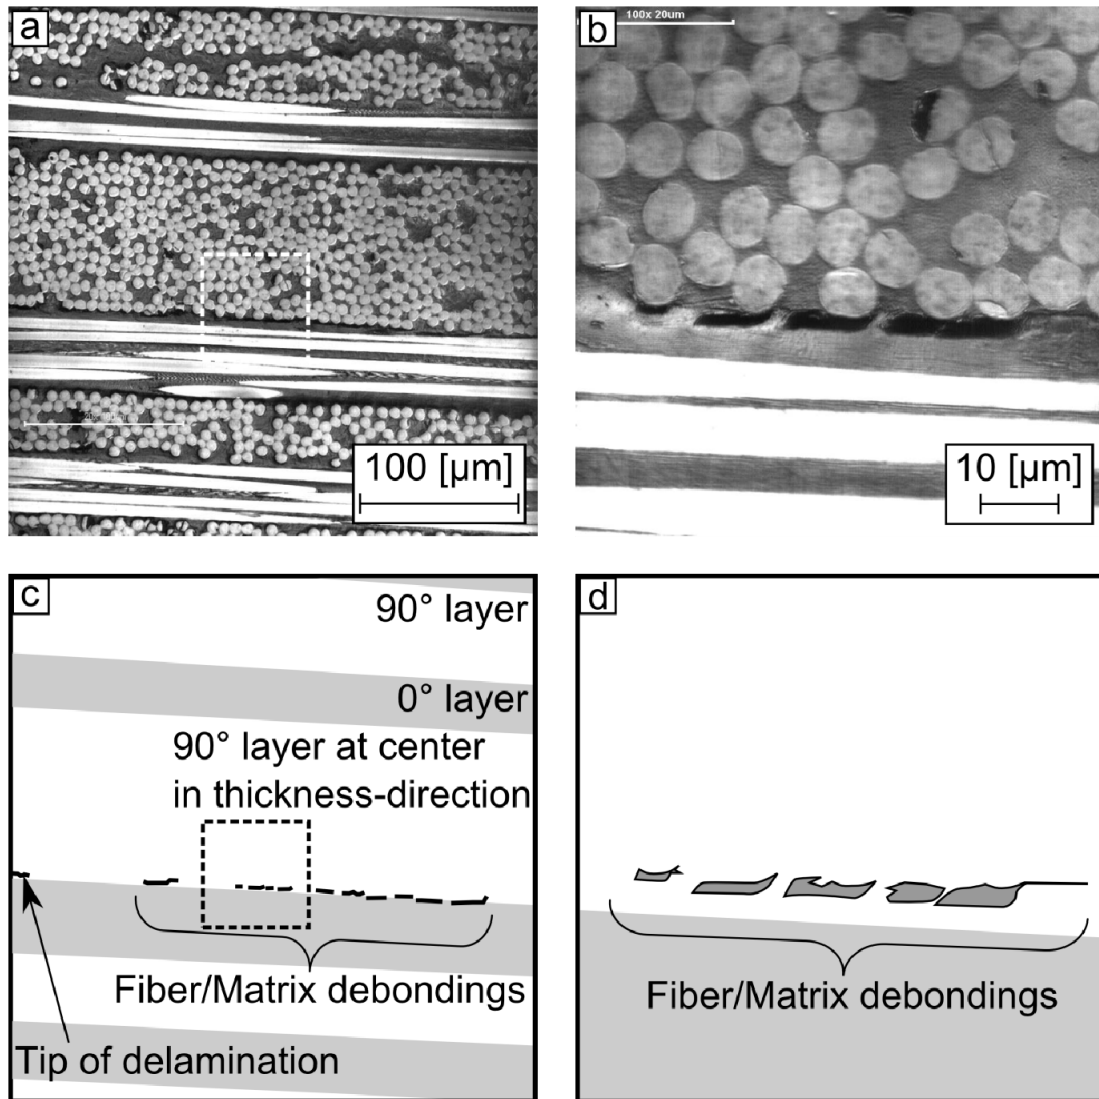 a
100 [µm]
b
100x 20um
10 [µm]
c
90° layer
0° layer
90° layer at center
in thickness-direction
Fiber/Matrix debondings
Tip of delamination
d
Fiber/Matrix debondings